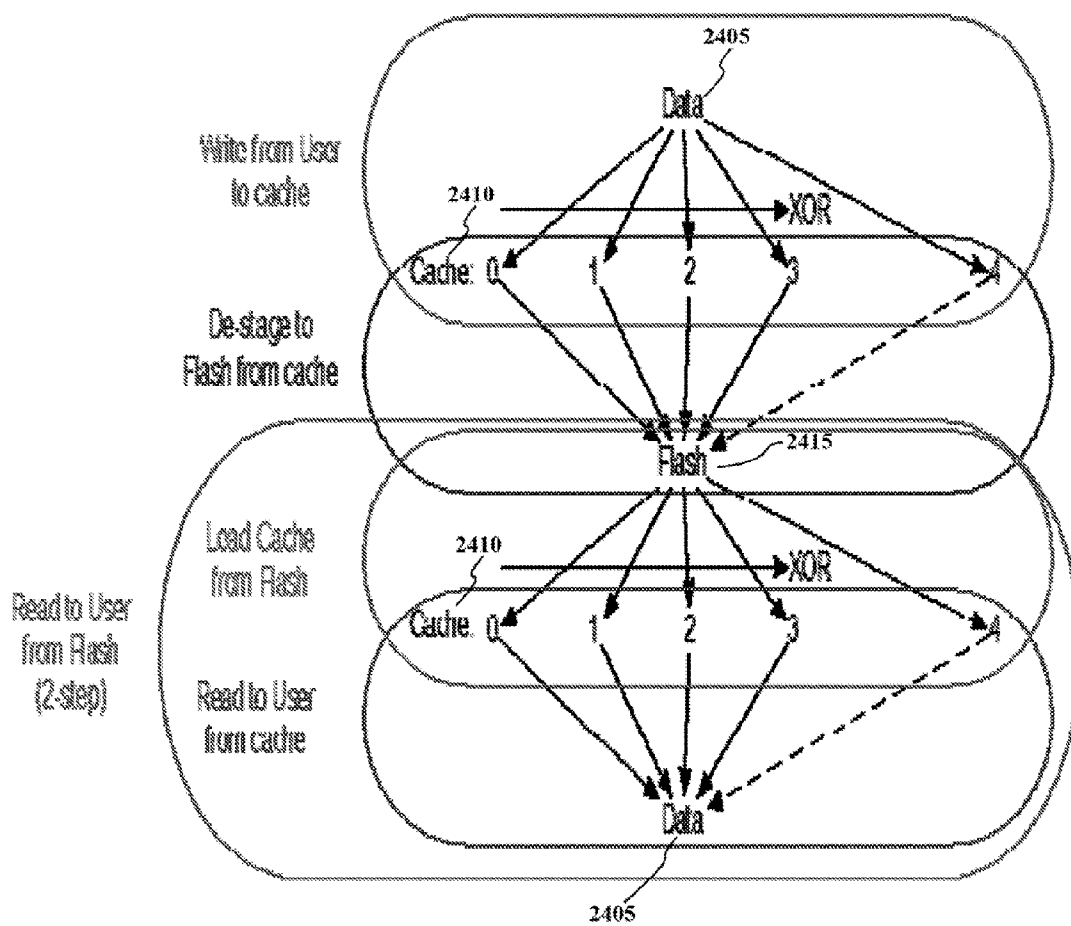 2405
Data
Write from User
to cache
2410
XOR
Cache: 0 1 2 3 4
De-stage to
Flash from cache
Flash
2415
Load Cache
from Flash
2410
XOR
Cache: 0 1 2 3 4
Read to User
from Flash
(2-step)
Read to User
from cache
Data
2405